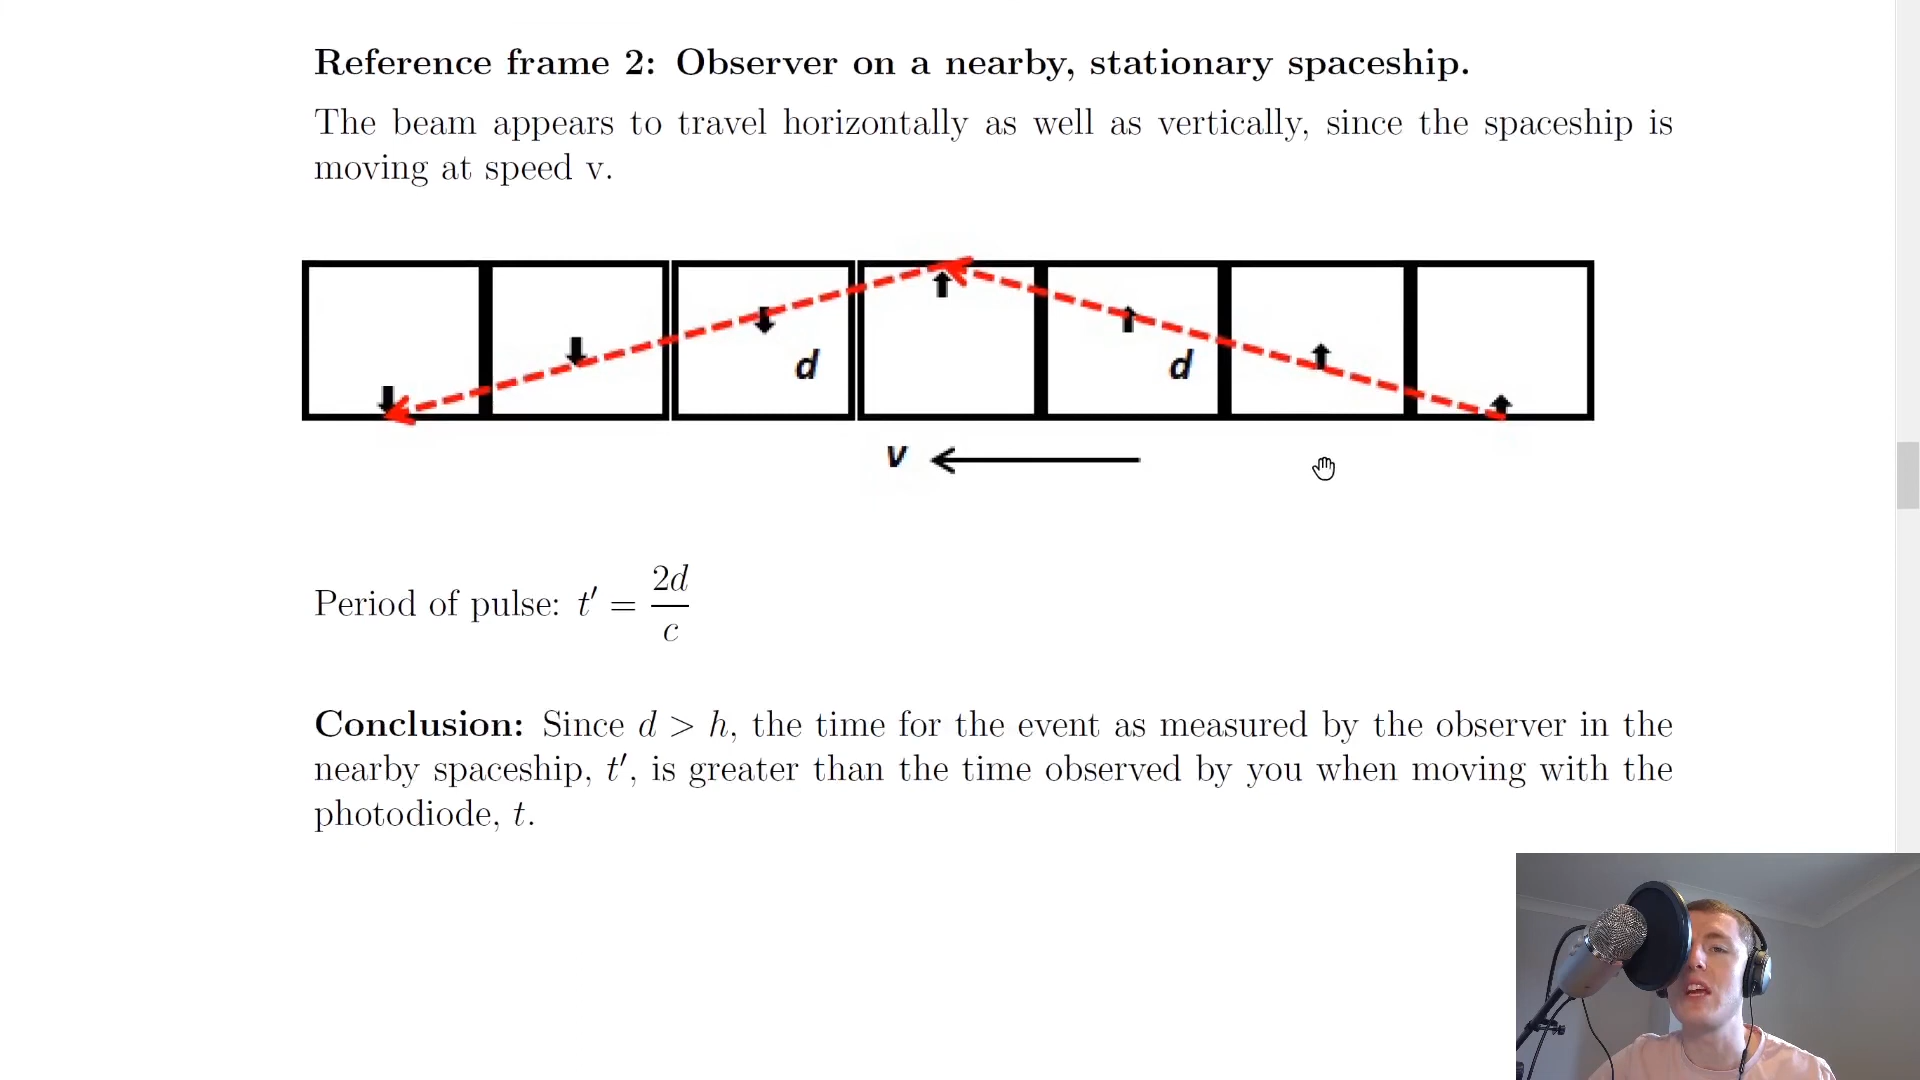 Reference frame 2: Observer on a nearby, stationary spaceship.
The beam appears to travel horizontally as well as vertically, since the spaceship is
moving at speed v.
d
d
v
Period of pulse: t′ = 2d/c
Conclusion: Since d > h, the time for the event as measured by the observer in the
nearby spaceship, t′, is greater than the time observed by you when moving with the
photodiode, t.